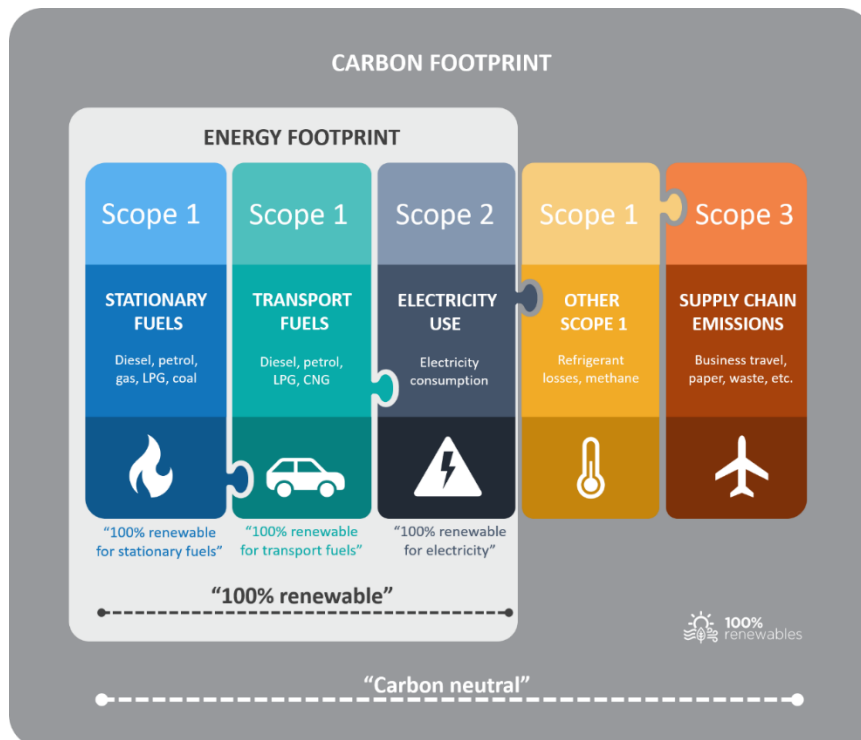 CARBON FOOTPRINT
ENERGY FOOTPRINT
Scope 1
STATIONARY
FUELS
Diesel, petrol,
gas, LPG, coal
"100% renewable
for stationary fuels"
Scope 1
TRANSPORT
FUELS
Diesel, petrol,
LPG, CNG
"100% renewable
for transport fuels"
Scope 2
ELECTRICITY
USE
Electricity
consumption
"100% renewable
for electricity"
Scope 1
OTHER
SCOPE 1
Refrigerant
losses, methane
Scope 3
SUPPLY CHAIN
EMISSIONS
Business travel,
paper, waste, etc.
"100% renewable"
100%
renewables
"Carbon neutral"